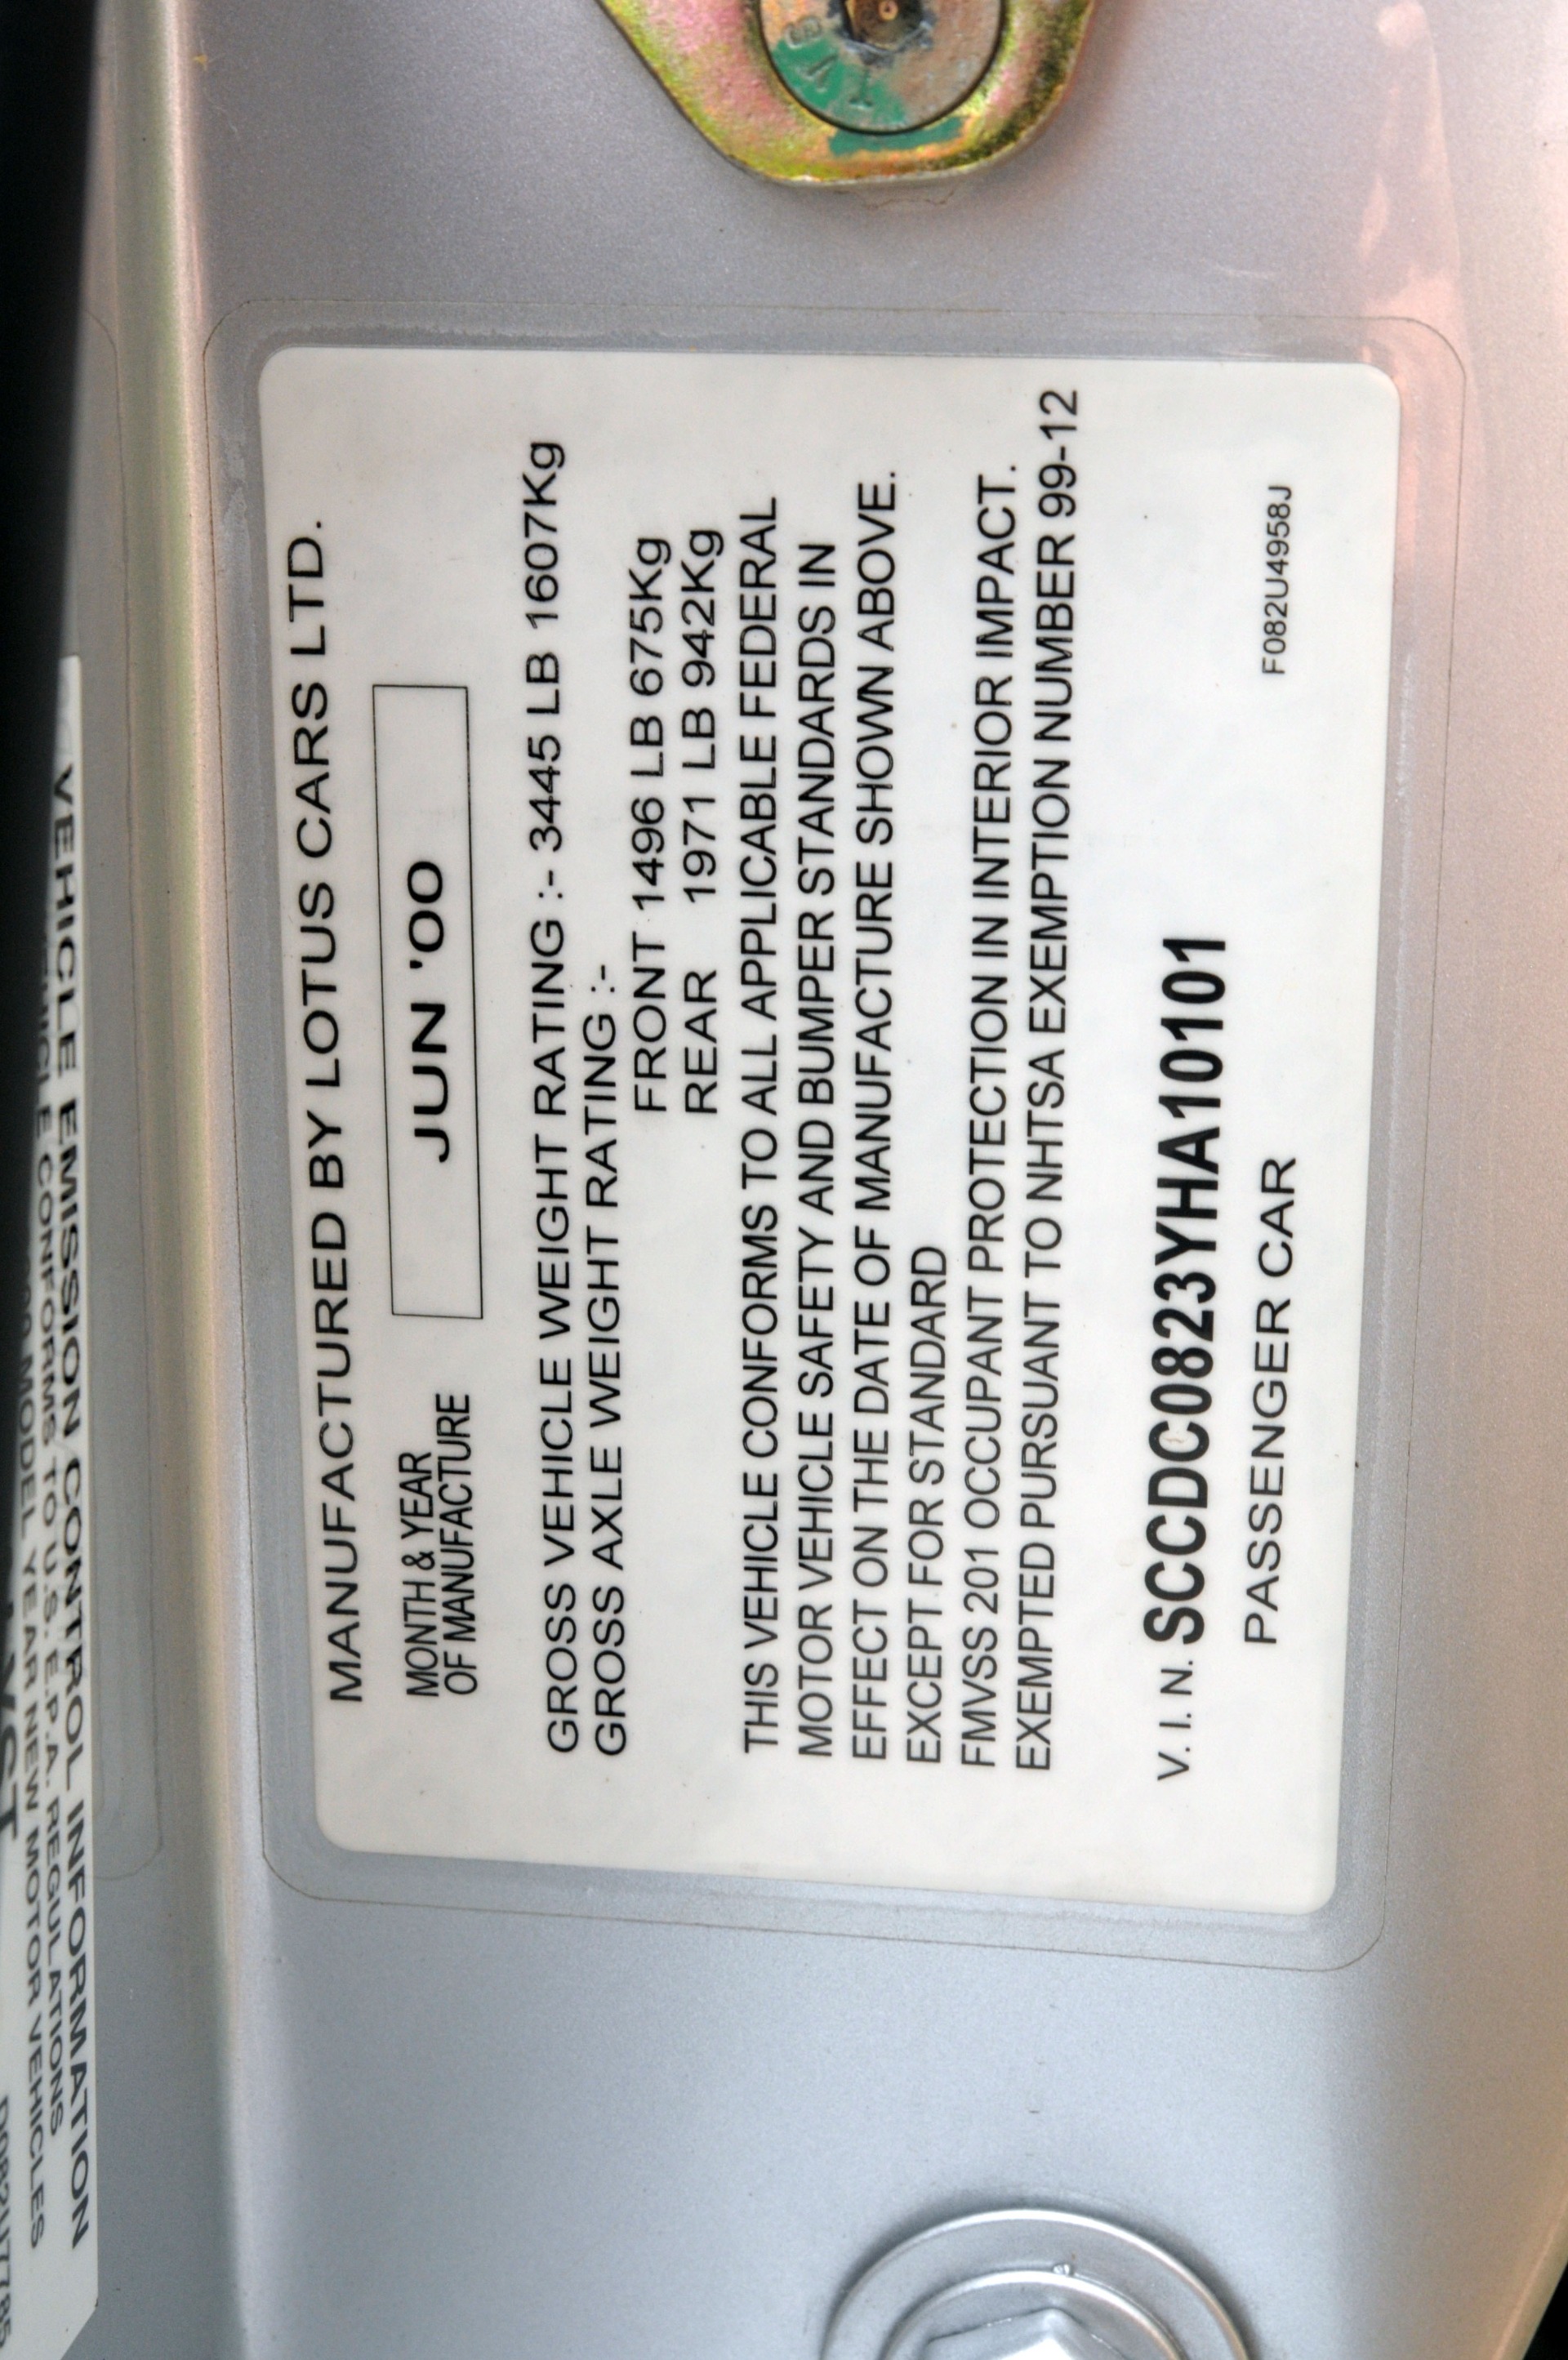 MANUFACTURED BY LOTUS CARS LTD.
MONTH & YEAR
OF MANUFACTURE
JUN '00
GROSS VEHICLE WEIGHT RATING :- 3445 LB 1607Kg
GROSS AXLE WEIGHT RATING :-
FRONT 1496 LB 675Kg
REAR 1971 LB 942Kg
THIS VEHICLE CONFORMS TO ALL APPLICABLE FEDERAL
MOTOR VEHICLE SAFETY AND BUMPER STANDARDS IN
EFFECT ON THE DATE OF MANUFACTURE SHOWN ABOVE.
EXCEPT FOR STANDARD
FMVSS 201 OCCUPANT PROTECTION IN INTERIOR IMPACT.
EXEMPTED PURSUANT TO NHTSA EXEMPTION NUMBER 99-12
V. I. N. SCCDC0823YHA10101
PASSENGER CAR
F082U4958J
VEHICLE EMISSION CONTROL INFORMATION
VEHICLE CONFORMS TO U.S. E.P.A. REGULATIONS
MODEL YEAR NEW MOTOR VEHICLES